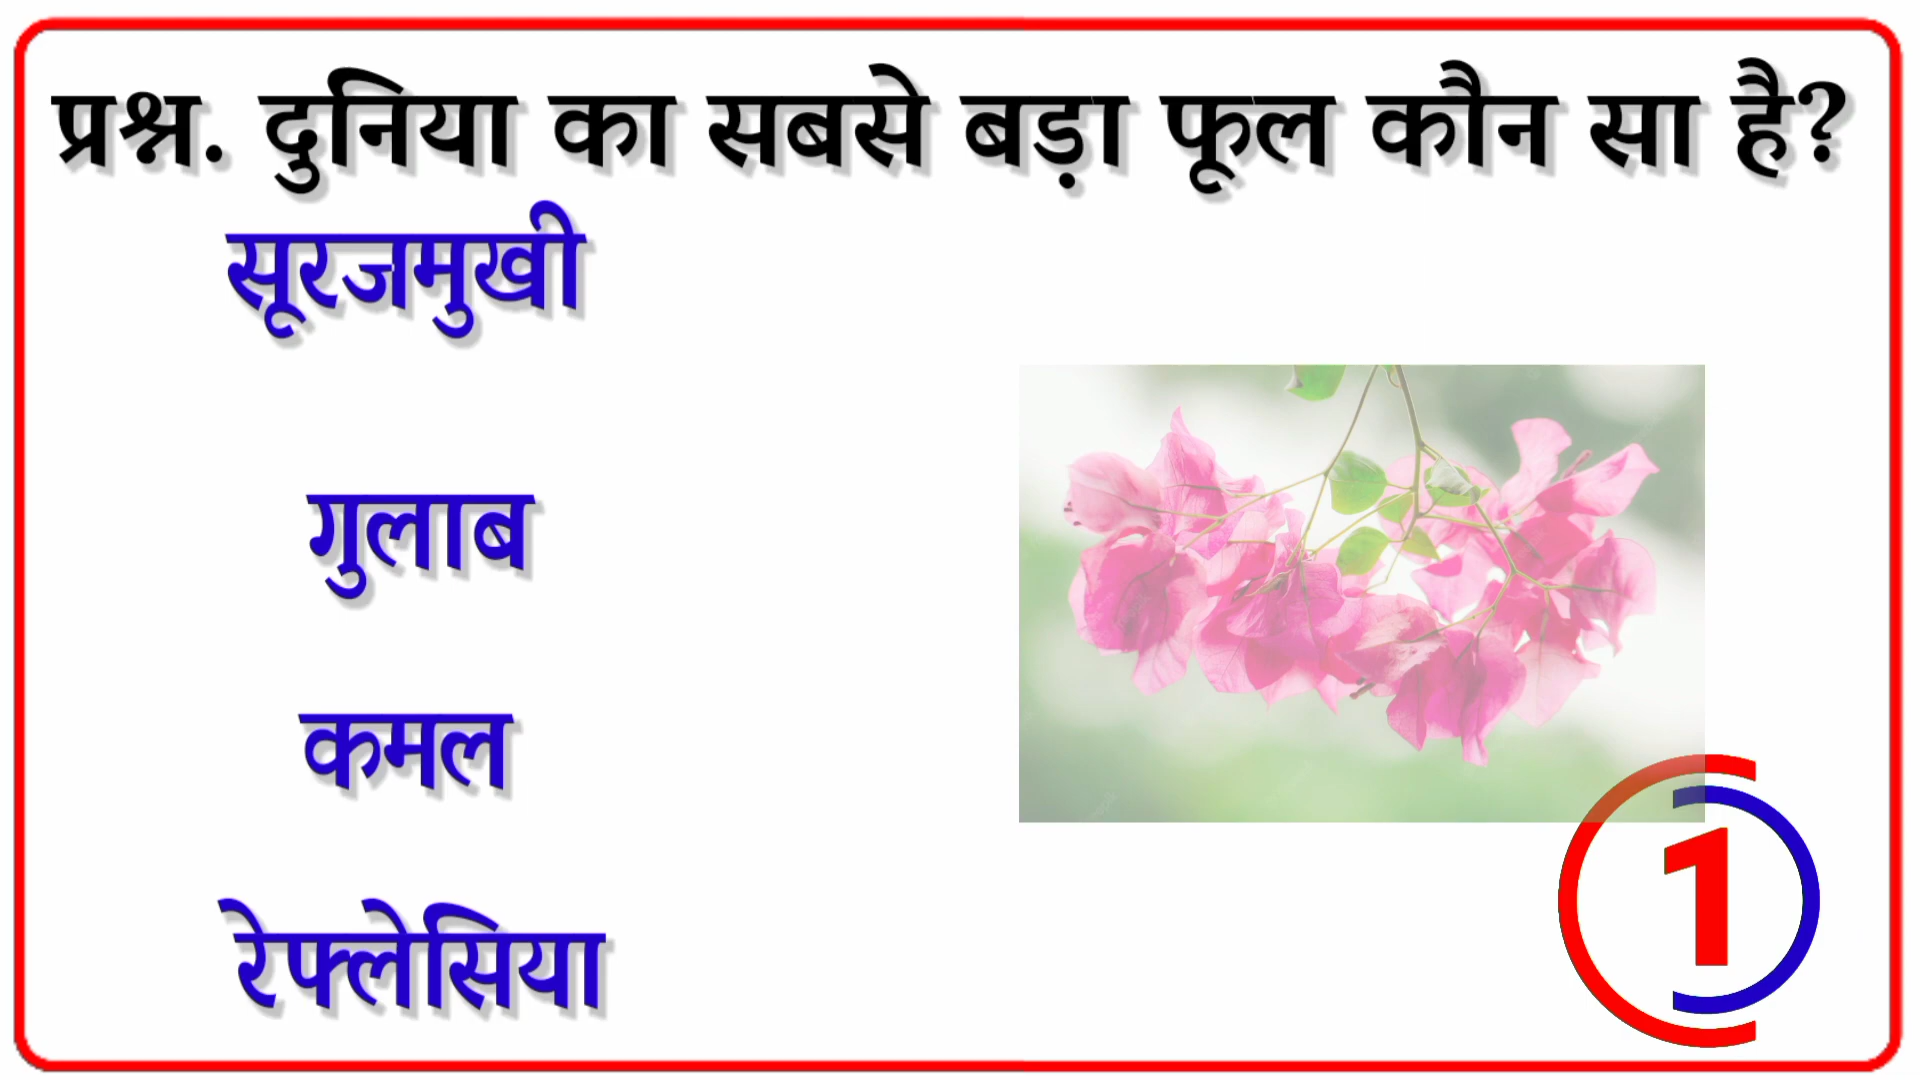 प्रश्न. दुनिया का सबसे बड़ा फूल कौन सा है?
सूरजमुखी
गुलाब
कमल
रेफ्लेसिया
1